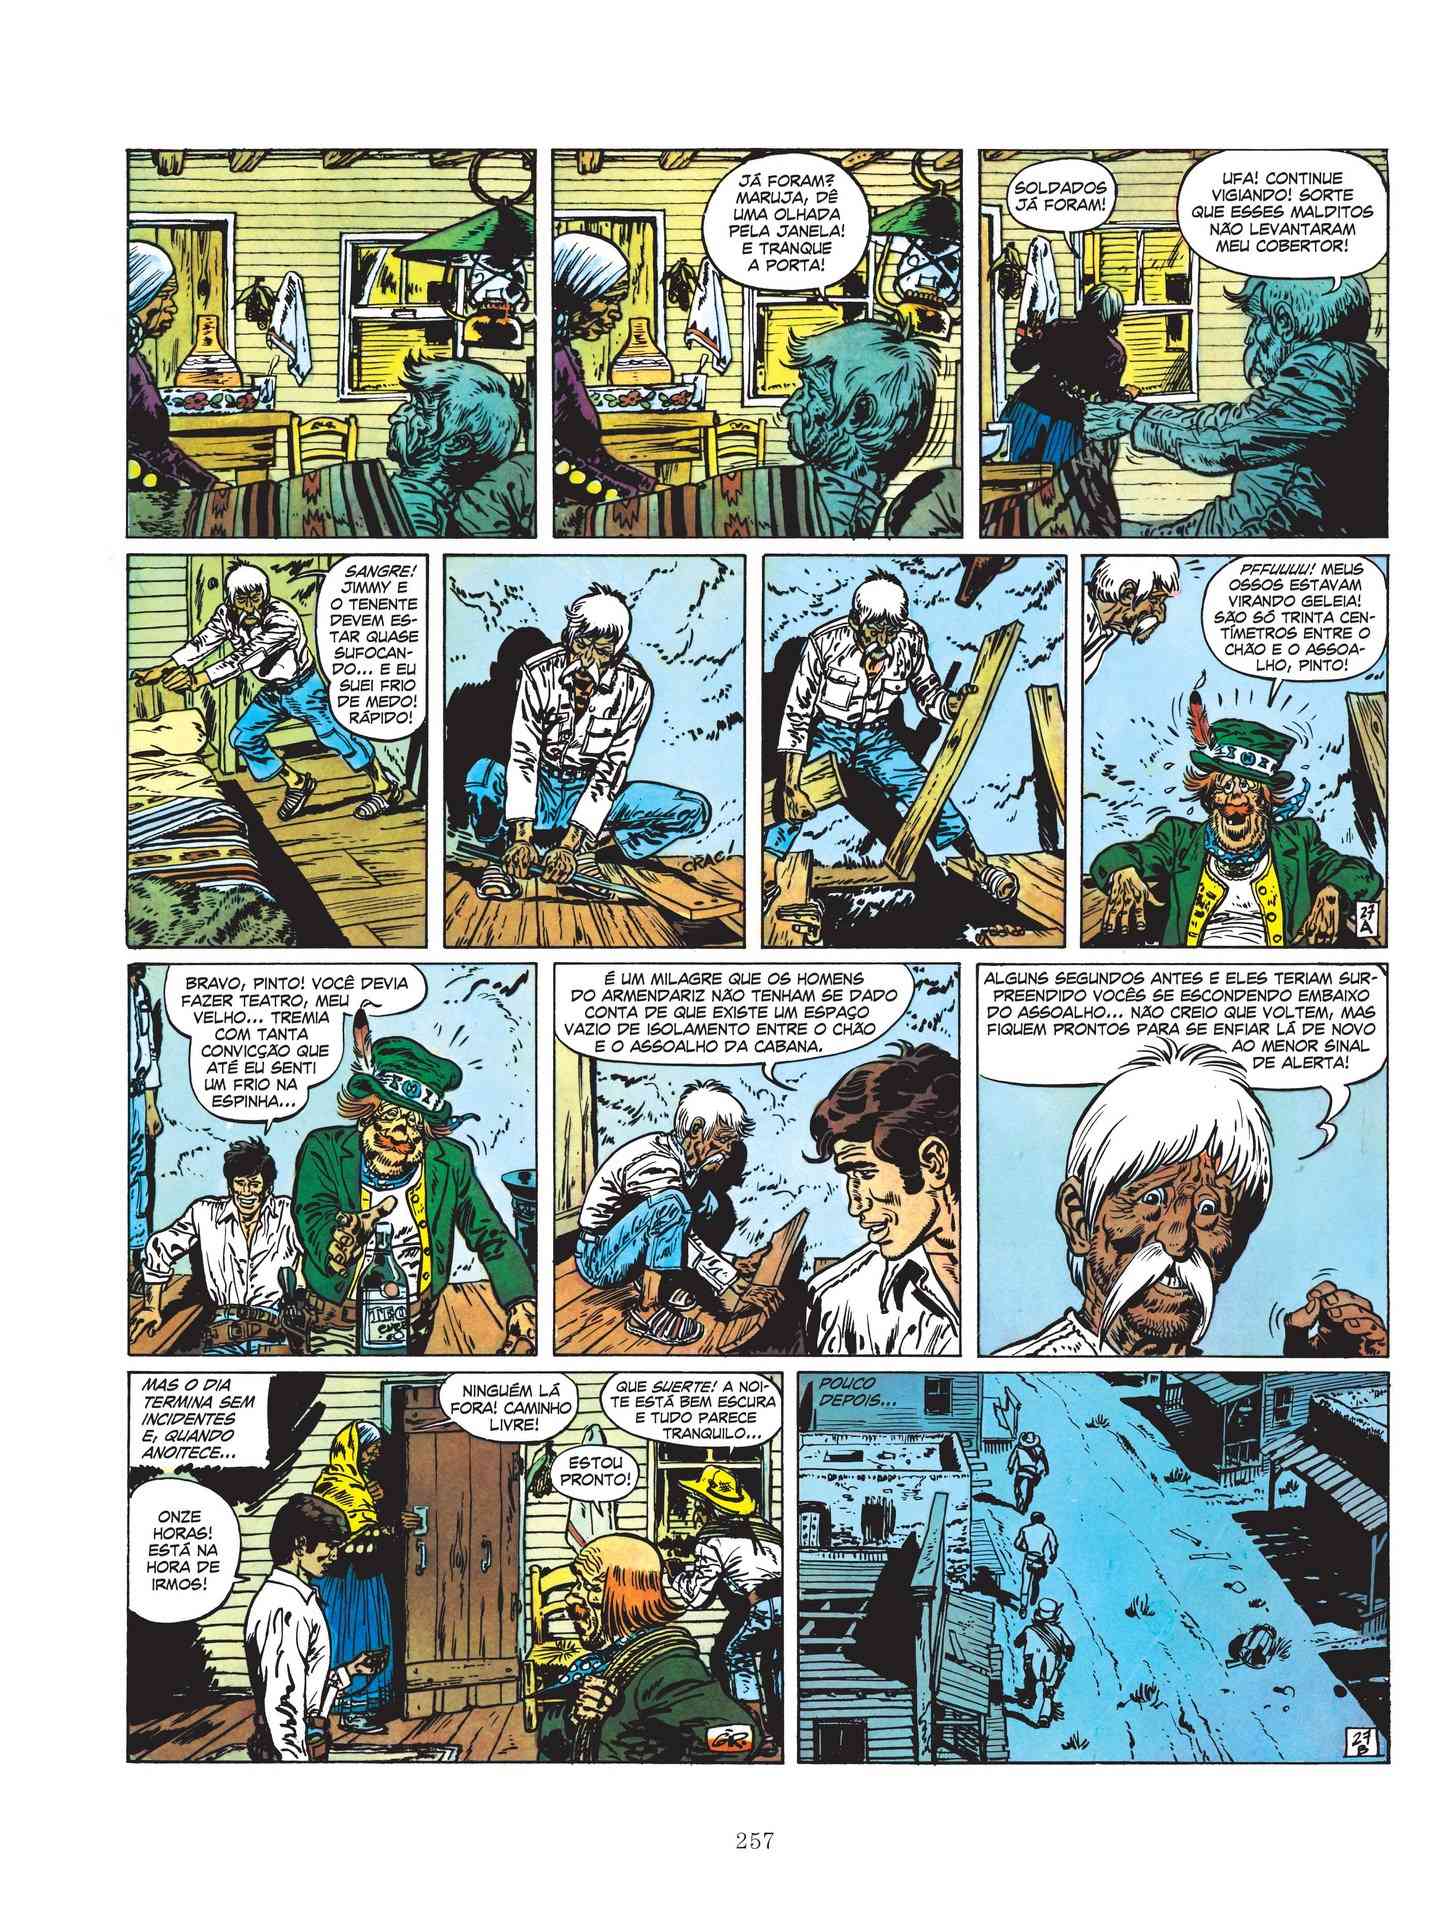 JÁ FORAM?
MARUJA, DÊ
UMA OLHADA
PELA JANELA!
E TRANQUE
A PORTA!
SOLDADOS
JÁ FORAM!
UFA! CONTINUE
VIGIANDO! SORTE
QUE ESSES MALDITOS
NÃO LEVANTARAM
MEU COBERTOR!
SANGRE!
JIMMY E
O TENENTE
DEVEM ES-
TAR QUASE
SUFOCAN-
DO... E EU
SUEI FRIO
DE MEDO!
RÁPIDO!
CRAC!
PFFUUUU! MEUS
OSSOS ESTAVAM
VIRANDO GELEIA!
SÃO SÓ TRINTA CEN-
TÍMETROS ENTRE O
CHÃO E O ASSOA-
LHO, PINTO!
27
A
BRAVO, PINTO! VOCÊ DEVIA
FAZER TEATRO, MEU
VELHO... TREMIA
COM TANTA
CONVICÇÃO QUE
ATÉ EU SENTI
UM FRIO NA
ESPINHA...
É UM MILAGRE QUE OS HOMENS
DO ARMENDARIZ NÃO TENHAM SE DADO
CONTA DE QUE EXISTE UM ESPAÇO
VAZIO DE ISOLAMENTO ENTRE O CHÃO
E O ASSOALHO DA CABANA.
ALGUNS SEGUNDOS ANTES E ELES TERIAM SUR-
PREENDIDO VOCÊS SE ESCONDENDO EMBAIXO
DO ASSOALHO... NÃO CREIO QUE VOLTEM, MAS
FIQUEM PRONTOS PARA SE ENFIAR LÁ DE NOVO
AO MENOR SINAL
DE ALERTA!
MAS O DIA
TERMINA SEM
INCIDENTES
E, QUANDO
ANOITECE...
ONZE
HORAS!
ESTÁ NA
HORA DE
IRMOS!
NINGUÉM LÁ
FORA! CAMINHO
LIVRE!
ESTOU
PRONTO!
QUE SUERTE! A NOI-
TE ESTÁ BEM ESCURA
E TUDO PARECE
TRANQUILO...
GIR.
POUCO
DEPOIS...
27
B
257